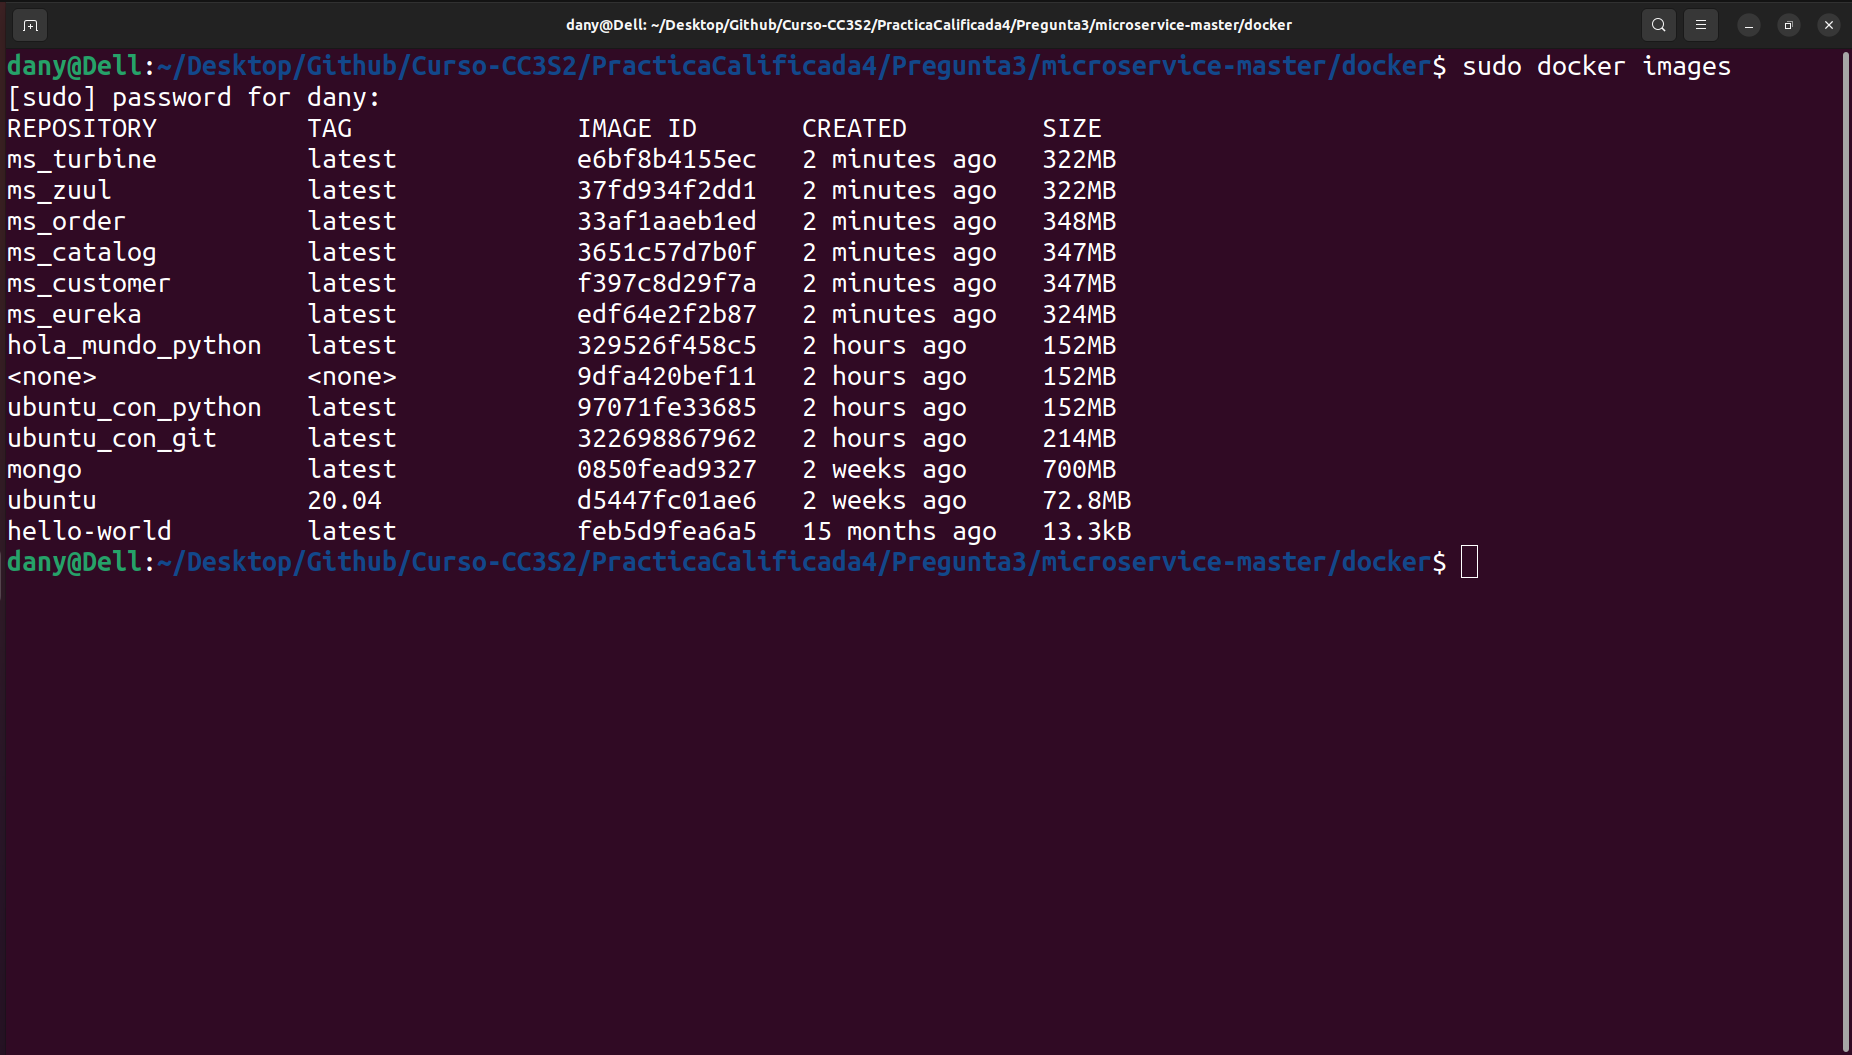 dany@Dell: ~/Desktop/Github/Curso-CC3S2/PracticaCalificada4/Pregunta3/microservice-master/docker
dany@Dell:~/Desktop/Github/Curso-CC3S2/PracticaCalificada4/Pregunta3/microservice-master/docker$ sudo docker images
[sudo] password for dany:
REPOSITORY TAG IMAGE ID CREATED SIZE
ms_turbine latest e6bf8b4155ec 2 minutes ago 322MB
ms_zuul latest 37fd934f2dd1 2 minutes ago 322MB
ms_order latest 33af1aaeb1ed 2 minutes ago 348MB
ms_catalog latest 3651c57d7b0f 2 minutes ago 347MB
ms_customer latest f397c8d29f7a 2 minutes ago 347MB
ms_eureka latest edf64e2f2b87 2 minutes ago 324MB
hola_mundo_python latest 329526f458c5 2 hours ago 152MB
<none> <none> 9dfa420bef11 2 hours ago 152MB
ubuntu_con_python latest 97071fe33685 2 hours ago 152MB
ubuntu_con_git latest 322698867962 2 hours ago 214MB
mongo latest 0850fead9327 2 weeks ago 700MB
ubuntu 20.04 d5447fc01ae6 2 weeks ago 72.8MB
hello-world latest feb5d9fea6a5 15 months ago 13.3kB
dany@Dell:~/Desktop/Github/Curso-CC3S2/PracticaCalificada4/Pregunta3/microservice-master/docker$